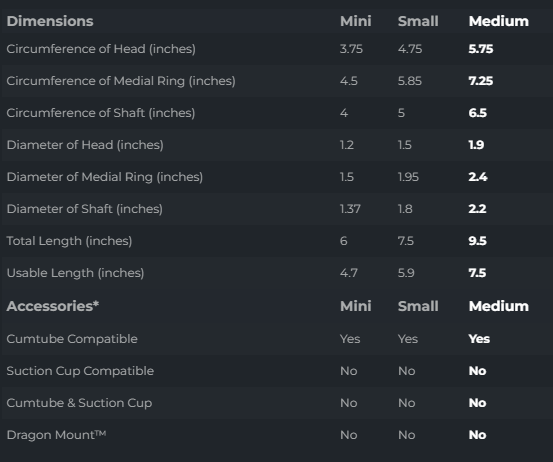 Dimensions Mini Small Medium
Circumference of Head (inches) 3.75 4.75 5.75
Circumference of Medial Ring (inches) 4.5 5.85 7.25
Circumference of Shaft (inches) 4 5 6.5
Diameter of Head (inches) 1.2 1.5 1.9
Diameter of Medial Ring (inches) 1.5 1.95 2.4
Diameter of Shaft (inches) 1.37 1.8 2.2
Total Length (inches) 6 7.5 9.5
Usable Length (inches) 4.7 5.9 7.5
Accessories* Mini Small Medium
Cumtube Compatible Yes Yes Yes
Suction Cup Compatible No No No
Cumtube & Suction Cup No No No
Dragon Mount™ No No No